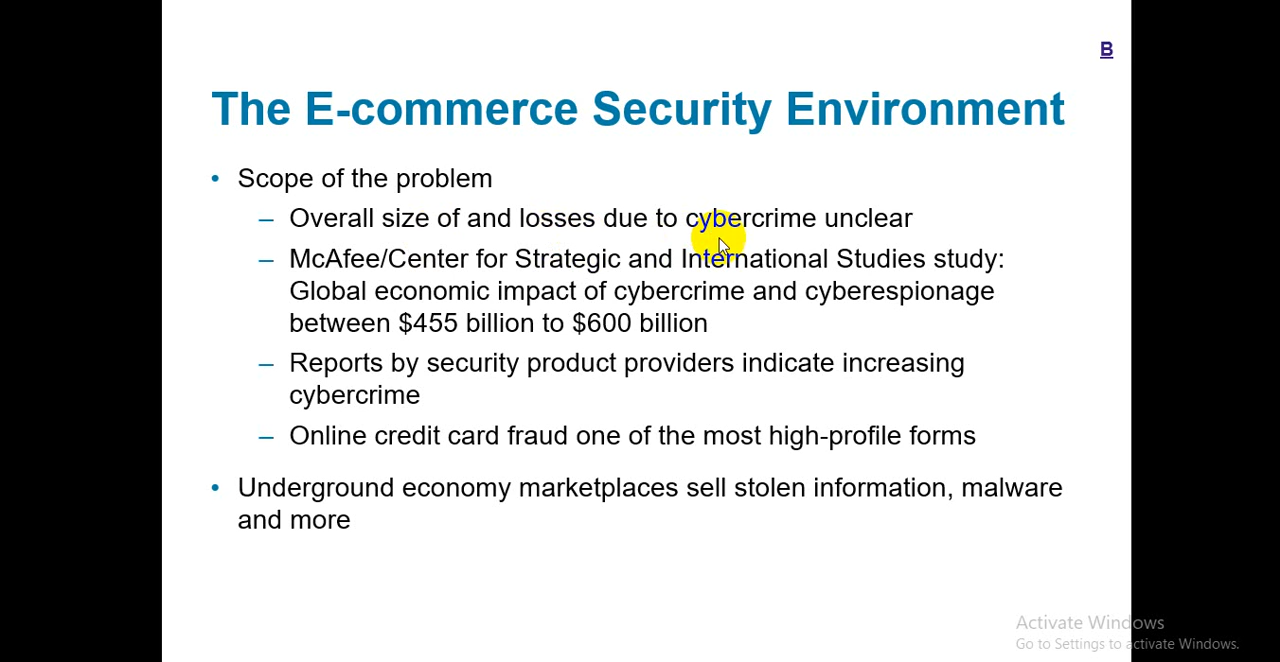 B
The E-commerce Security Environment
• Scope of the problem
– Overall size of and losses due to cybercrime unclear
– McAfee/Center for Strategic and International Studies study:
Global economic impact of cybercrime and cyberespionage
between $455 billion to $600 billion
– Reports by security product providers indicate increasing
cybercrime
– Online credit card fraud one of the most high-profile forms
• Underground economy marketplaces sell stolen information, malware
and more
Activate Windows
Go to Settings to activate Windows.